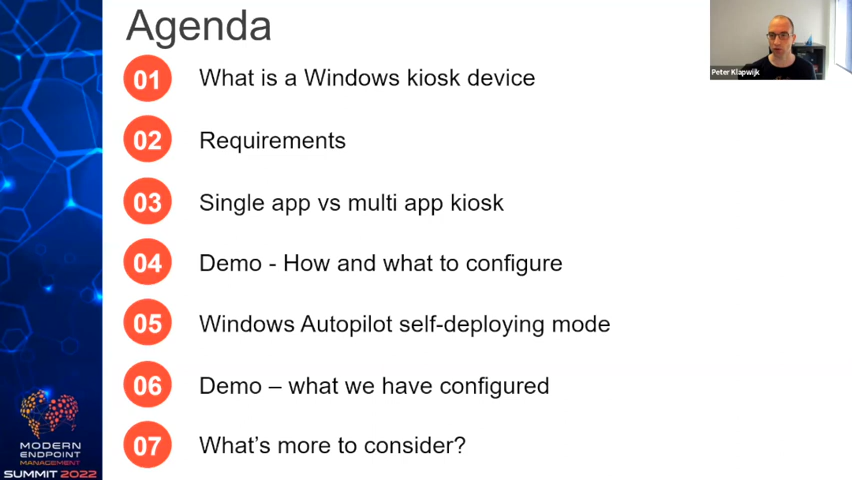 Agenda
01 What is a Windows kiosk device
02 Requirements
03 Single app vs multi app kiosk
04 Demo - How and what to configure
05 Windows Autopilot self-deploying mode
06 Demo – what we have configured
07 What's more to consider?
Peter Klapwijk
MODERN
ENDPOINT
MANAGEMENT
SUMMIT 2022